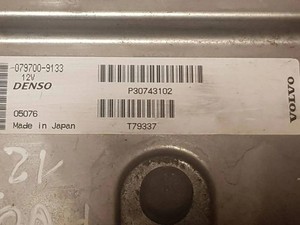 079700-9133
12V
DENSO
P30743102
05076
Made in Japan
T79337
VOLVO